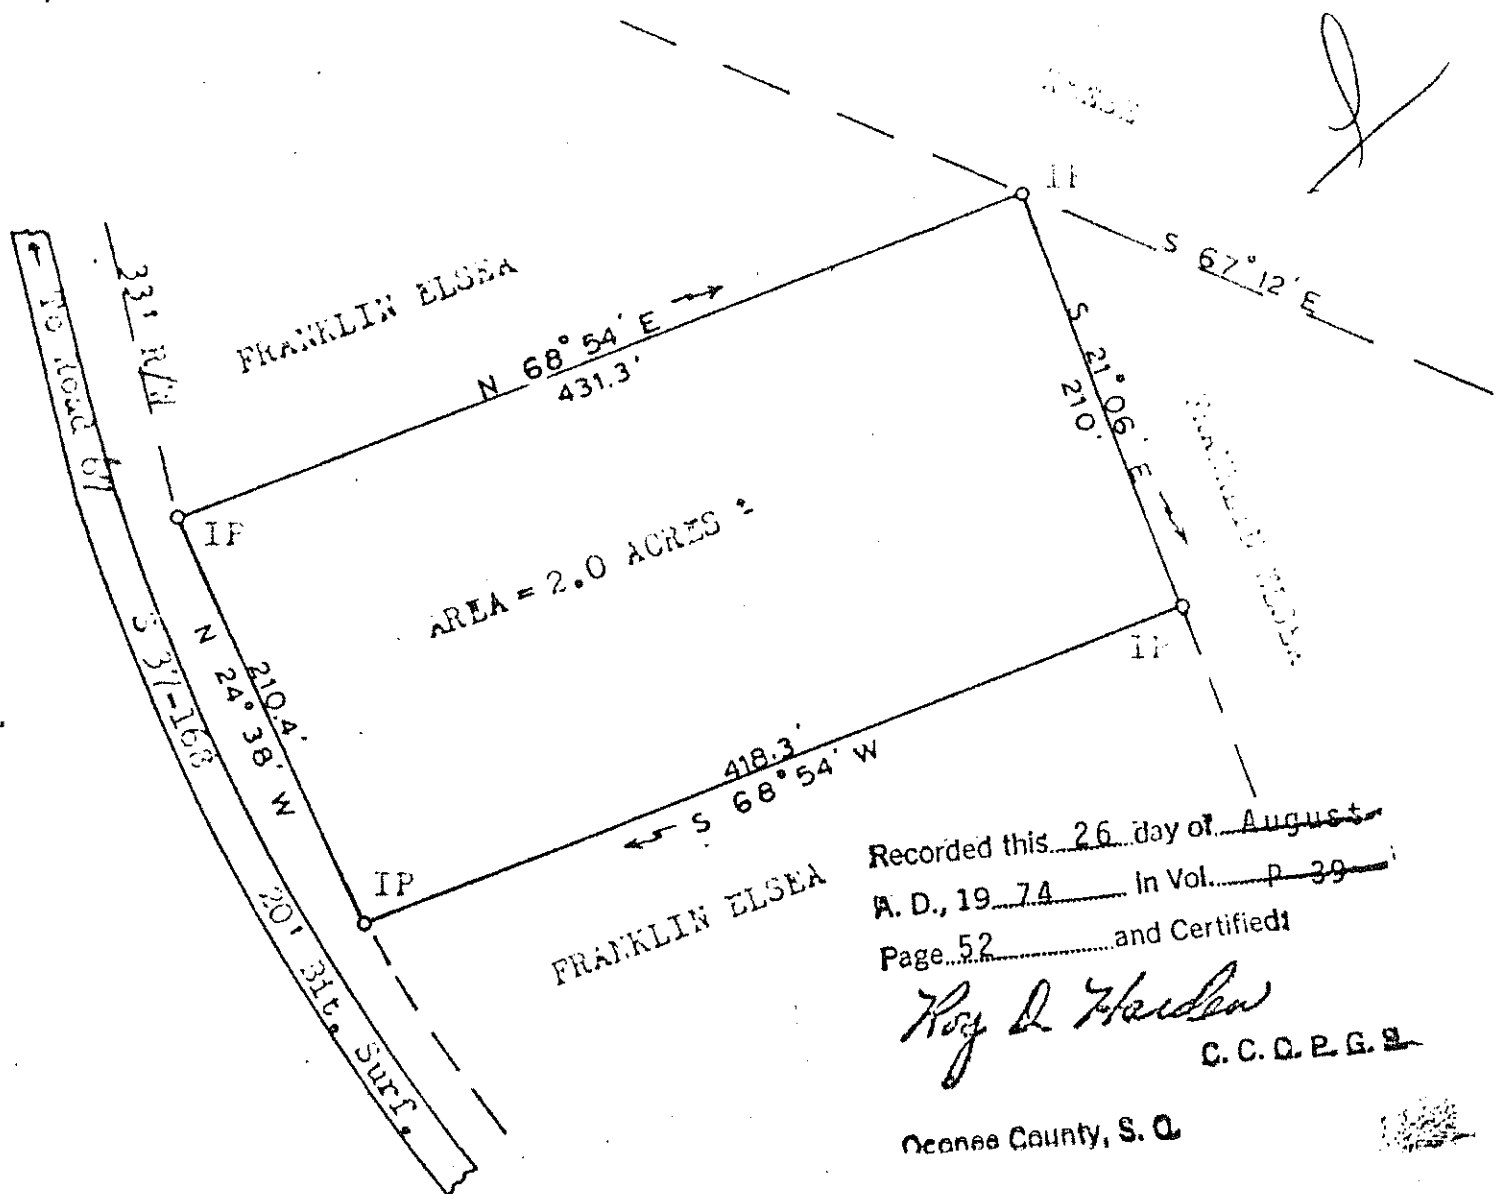 IP
S 67°12' E
33' R/W
To Road 67
FRANKLIN ELSEA
N 68°54' E
431.3'
S 21°06' E
210'
FRANKLIN ELSEA
IP
AREA = 2.0 ACRES ±
IP
S 37-168
N 24°38' W
210.4'
418.3'
S 68°54' W
IP
FRANKLIN ELSEA
20' Bit. Surf.
Recorded this 26 day of August
A. D., 19 74 In Vol. P 39
Page 52 and Certified:
Roy D. Harden
C. C. C. P. G. S.
Oconee County, S. C.